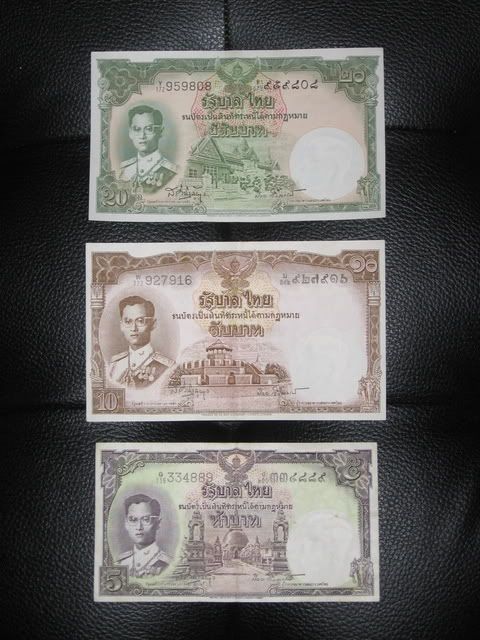 959808 ๙๕๙๘๐๘ ๒๐
รัฐบาลไทย
ธนบัตร์เป็นเงินที่ชำระหนี้ได้ตามกฎหมาย
ยี่สิบบาท
20
927916 ๙๒๗๙๑๖ ๑๐
รัฐบาลไทย
ธนบัตร์เป็นเงินที่ชำระหนี้ได้ตามกฎหมาย
สิบบาท
10
334889 ๓๓๔๘๘๙ ๕
รัฐบาลไทย
ธนบัตร์เป็นเงินที่ชำระหนี้ได้ตามกฎหมาย
ห้าบาท
5